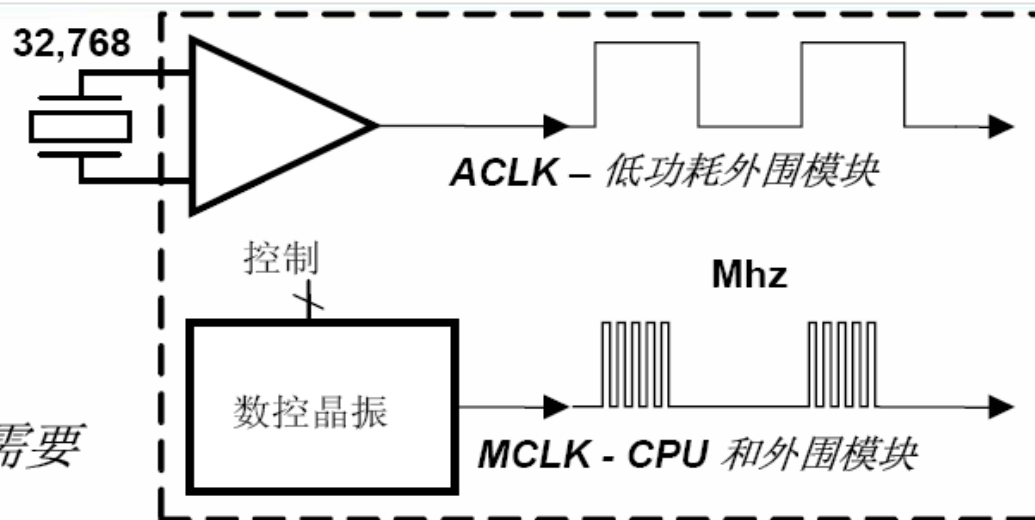 32,768
ACLK – 低功耗外围模块
控制
Mhz
数控晶振
需要
MCLK - CPU 和外围模块